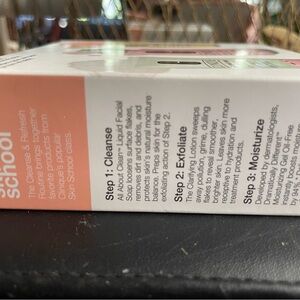 school
The Cleanse & Refresh
Routine brings together
favorite products from
Clinique's popular
Skin School class.
Step 1: Cleanse
All About Clean™ Liquid Facial
Soap loosens surface flakes,
removes dirt and debris, and
protects skin's natural moisture
balance. Preps skin for the
exfoliating action of Step 2.
Step 2: Exfoliate
The Clarifying Lotion sweeps
away pollution, grime, dulling
flakes to reveal smoother,
brighter skin. Leaves skin more
receptive to hydration and
treatment products.
Step 3: Moisturize
Developed by dermatologists,
Dramatically Different™
Moisturizing Gel Oil-Free
instantly boosts moisture
by 94%